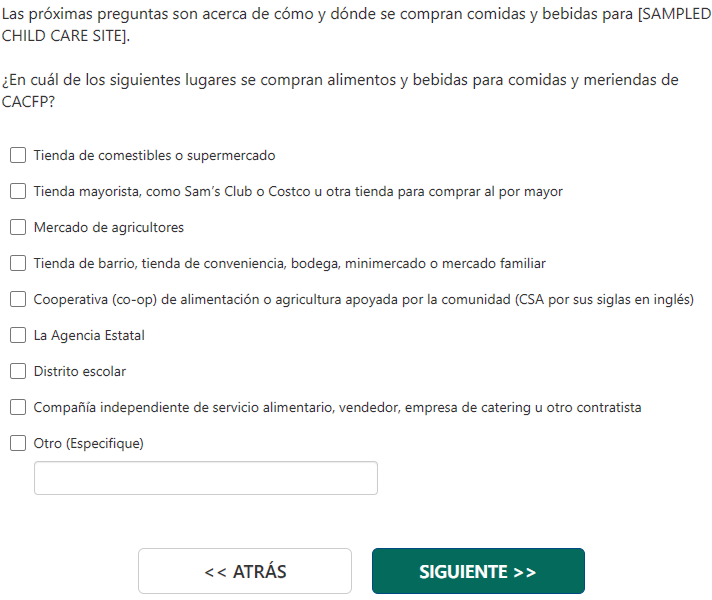 Las próximas preguntas son acerca de cómo y dónde se compran comidas y bebidas para [SAMPLED
CHILD CARE SITE].
¿En cuál de los siguientes lugares se compran alimentos y bebidas para comidas y meriendas de
CACFP?
Tienda de comestibles o supermercado
Tienda mayorista, como Sam's Club o Costco u otra tienda para comprar al por mayor
Mercado de agricultores
Tienda de barrio, tienda de conveniencia, bodega, minimercado o mercado familiar
Cooperativa (co-op) de alimentación o agricultura apoyada por la comunidad (CSA por sus siglas en inglés)
La Agencia Estatal
Distrito escolar
Compañía independiente de servicio alimentario, vendedor, empresa de catering u otro contratista
Otro (Especifique)
<< ATRÁS
SIGUIENTE >>